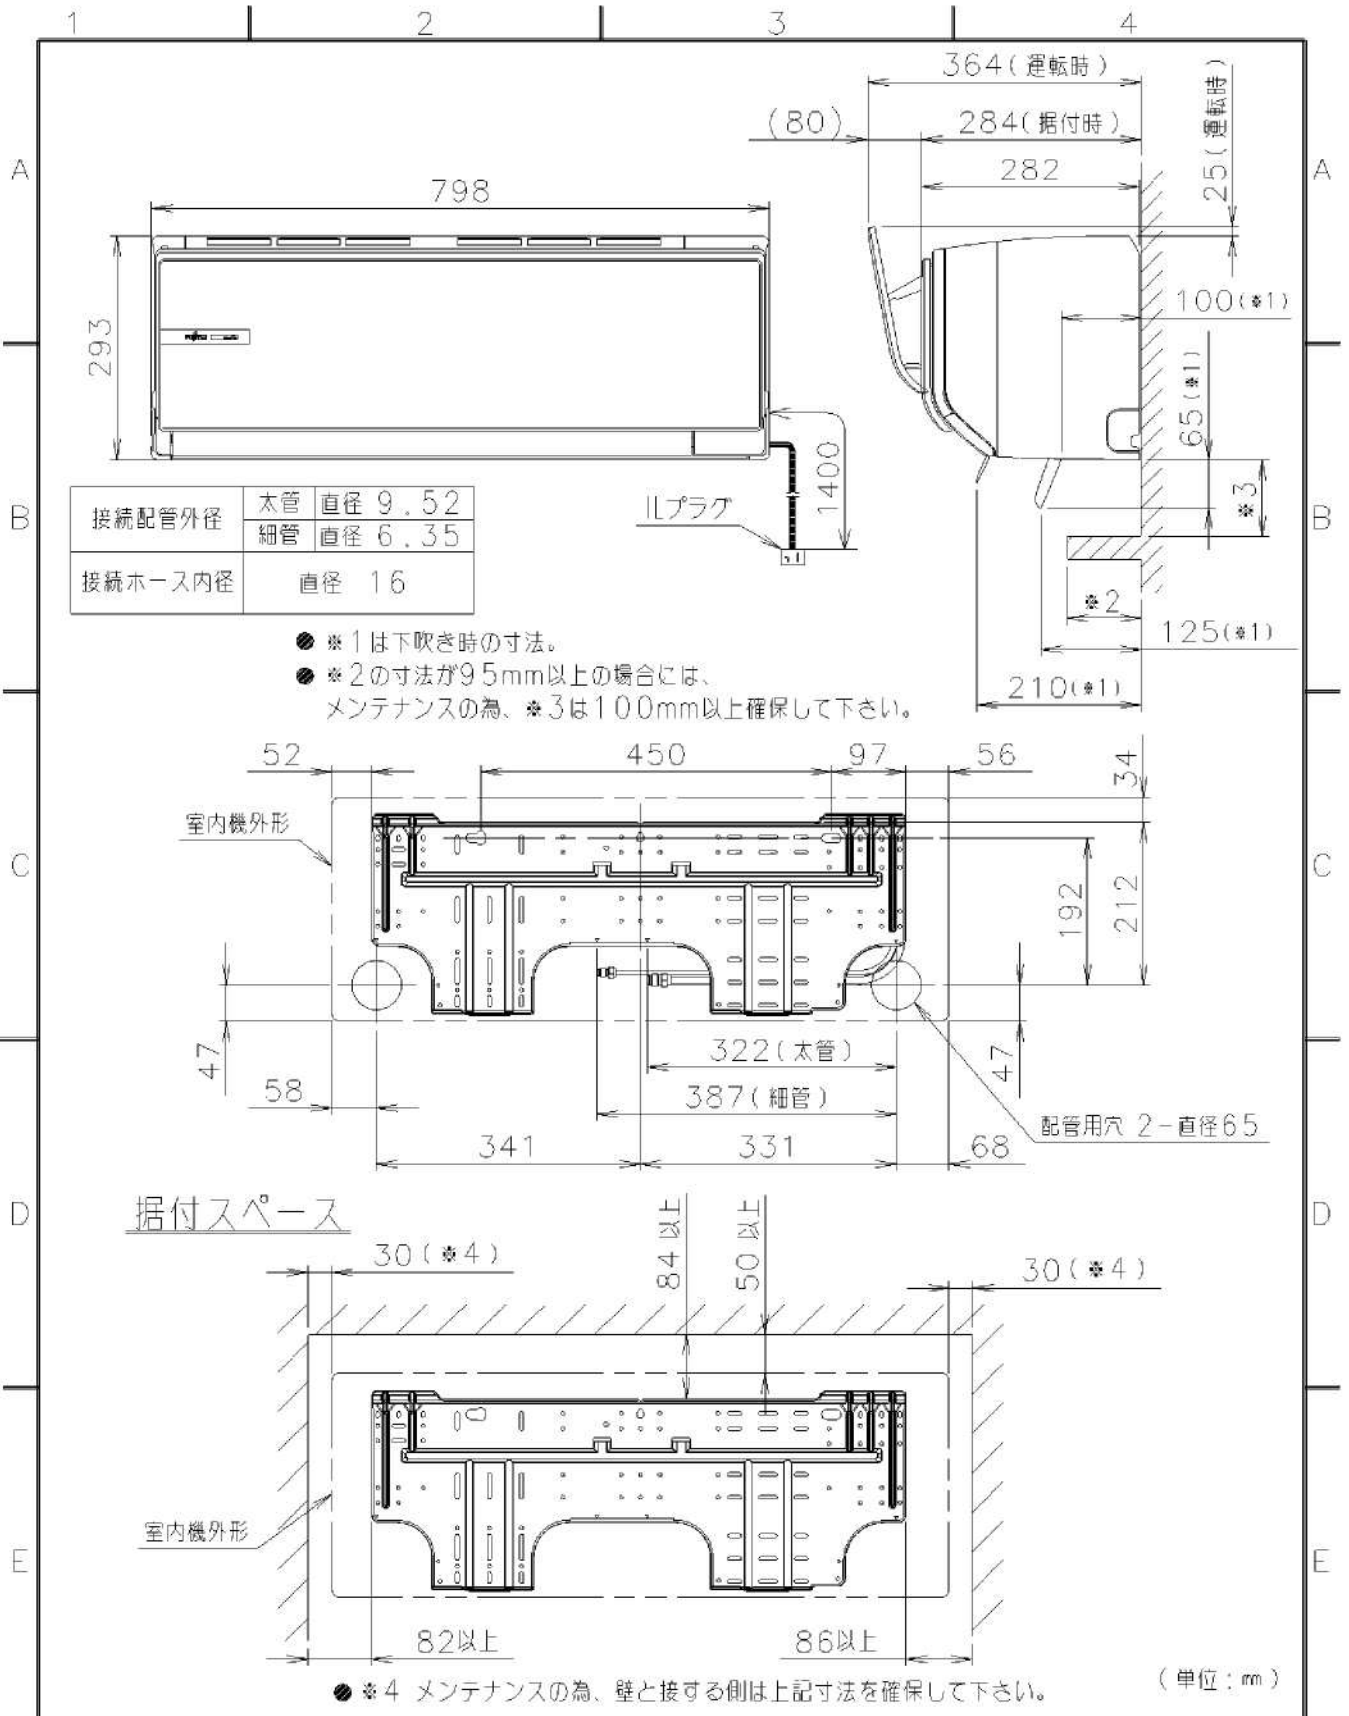 1 2 3 4
364(運転時)
(80) 284(据付時)
25(運転時)
A 282 A
798
293
100(※1)
65(※1)
1400
※3
接続配管外径 太管 直径 9.52
細管 直径 6.35
接続ホース内径 直径 16
ILプラグ
B B
※2
125(※1)
210(※1)
● ※1は下吹き時の寸法。
● ※2の寸法が95mm以上の場合には、
メンテナンスの為、※3は100mm以上確保して下さい。
52 450 97 56 34
室内機外形
C C
192 212
47 322(太管) 47
58 387(細管)
配管用穴 2-直径65
341 331 68
D D
据付スペース
30(※4) 84以上 50以上 30(※4)
室内機外形
E E
82以上 86以上
● ※4 メンテナンスの為、壁と接する側は上記寸法を確保して下さい。
(単位:mm)